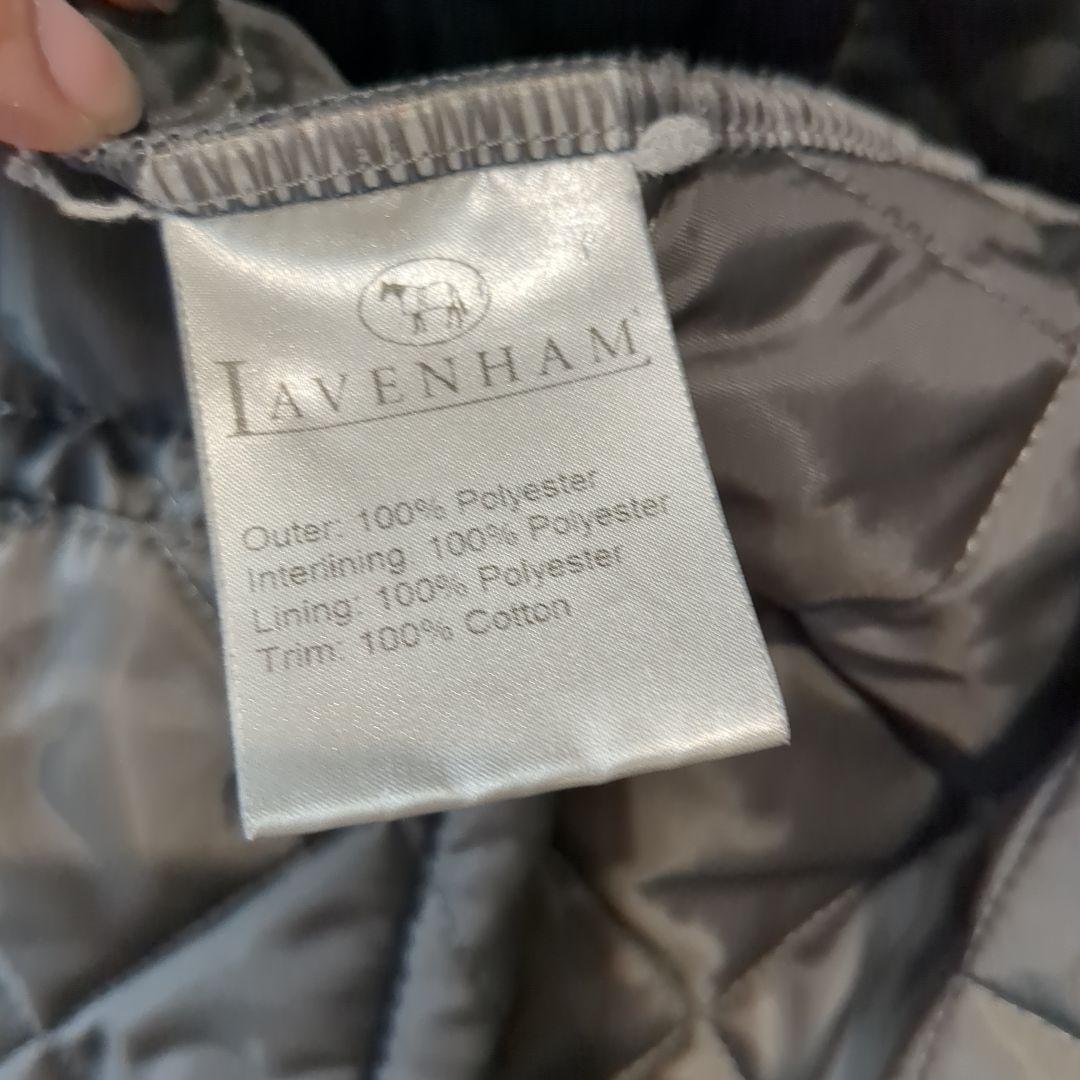 LAVENHAM
Outer: 100% Polyester
Interlining 100% Polyester
Lining: 100% Polyester
Trim: 100% Cotton